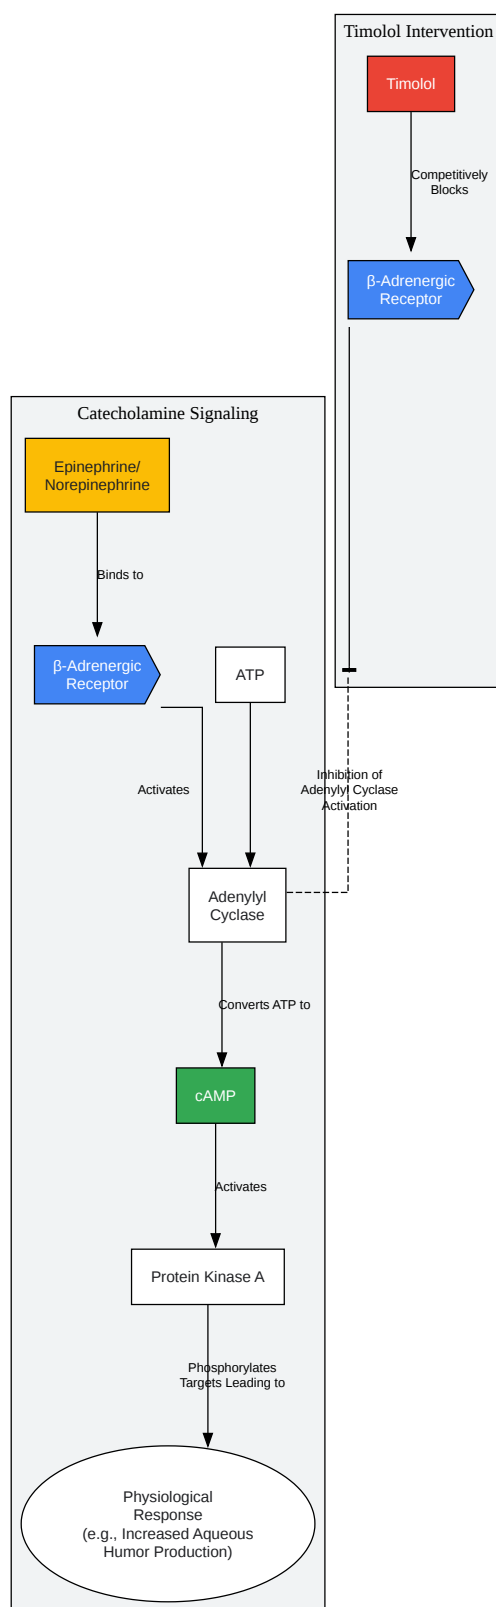 Timolol Intervention
Timolol
Competitively
Blocks
β-Adrenergic
Receptor
Catecholamine Signaling
Epinephrine/
Norepinephrine
Binds to
β-Adrenergic
Receptor
ATP
Activates
Inhibition of
Adenylyl Cyclase
Activation
Adenylyl
Cyclase
Converts ATP to
cAMP
Activates
Protein Kinase A
Phosphorylates
Targets Leading to
Physiological
Response
(e.g., Increased Aqueous
Humor Production)